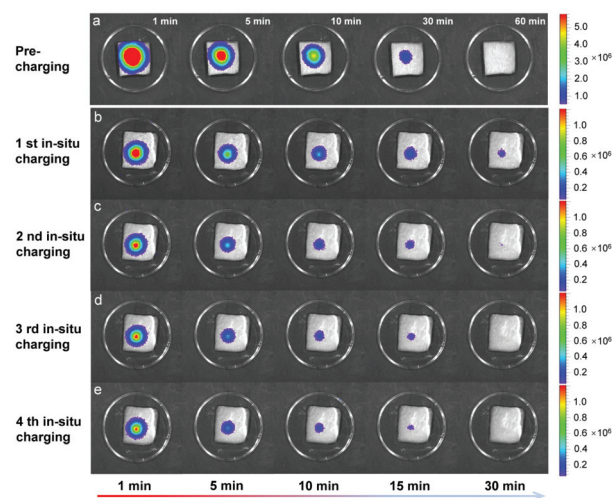 a
1 min
5 min
10 min
30 min
60 min
Pre-
charging
5.0
4.0
3.0
2.0
1.0
×10⁶
b
1 st in-situ
charging
1.0
0.8
0.6
0.4
0.2
×10⁶
c
2 nd in-situ
charging
1.0
0.8
0.6
0.4
0.2
×10⁶
d
3 rd in-situ
charging
1.0
0.8
0.6
0.4
0.2
×10⁶
e
4 th in-situ
charging
1.0
0.8
0.6
0.4
0.2
×10⁶
1 min
5 min
10 min
15 min
30 min